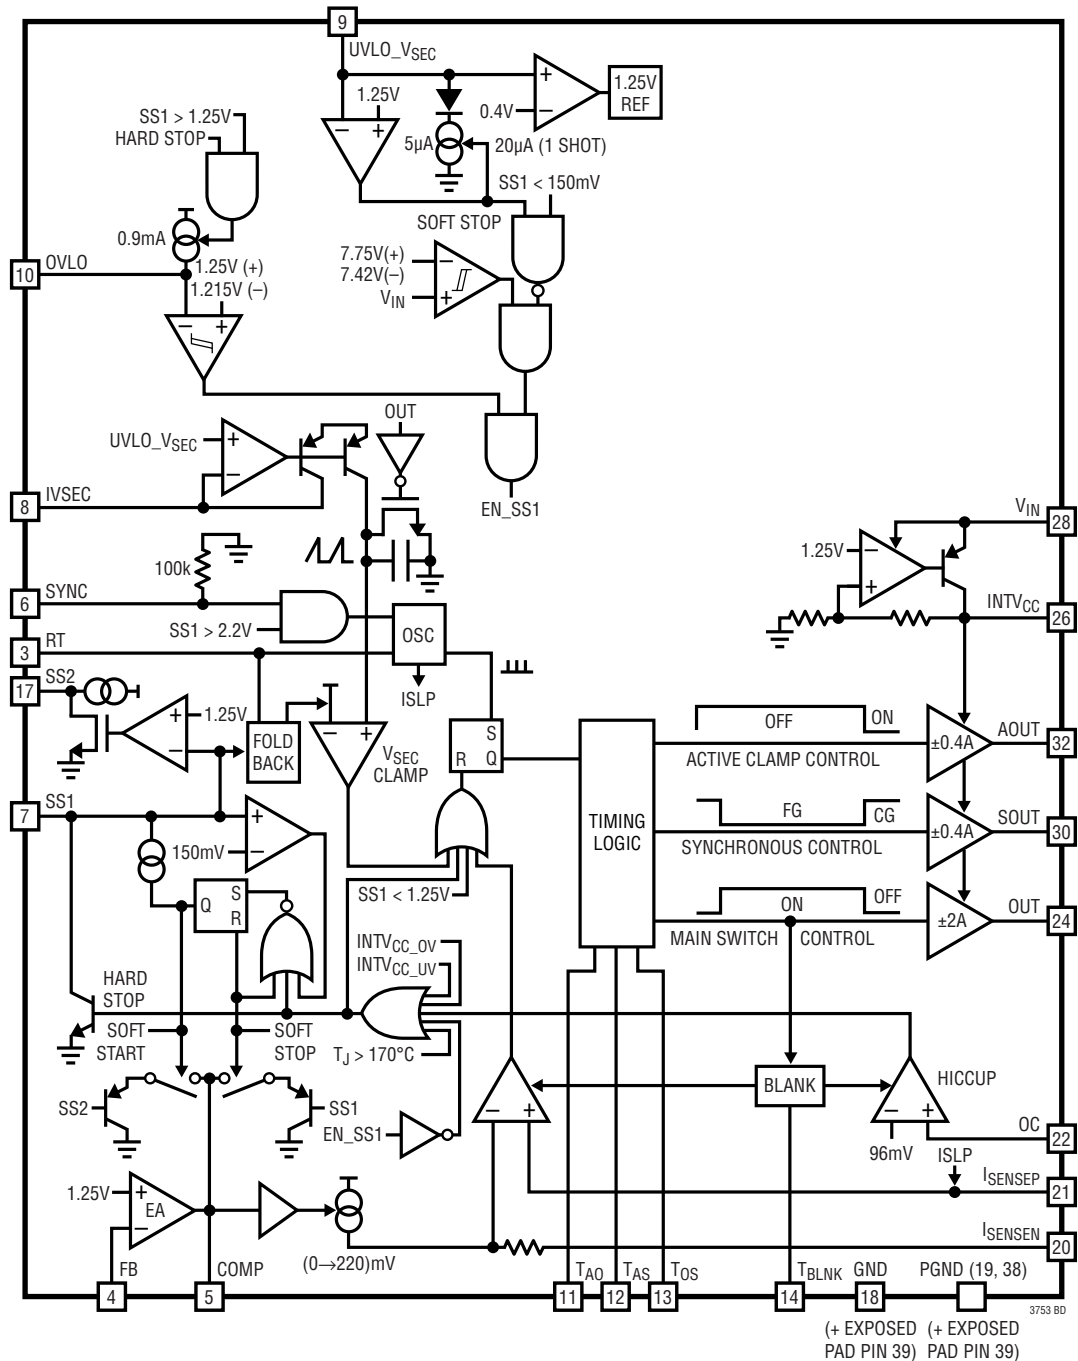 9
UVLO_VSEC
1.25V
+
−
0.4V
1.25V
REF
SS1 > 1.25V
HARD STOP
− +
5µA
20µA (1 SHOT)
SS1 < 150mV
SOFT STOP
0.9mA
10
OVLO
1.25V (+)
1.215V (–)
− +
7.75V(+)
7.42V(–)
VIN
−
+
OUT
UVLO_VSEC
+
−
8
IVSEC
EN_SS1
100k
6
SYNC
SS1 > 2.2V
OSC
ISLP
3
RT
17
SS2
1.25V
+
−
FOLD
BACK
− +
VSEC
CLAMP
S
R Q
VIN
28
1.25V
−
+
INTVCC
26
OFF
ON
ACTIVE CLAMP CONTROL
±0.4A
AOUT
32
TIMING
LOGIC
FG
CG
SYNCHRONOUS CONTROL
±0.4A
SOUT
30
ON
OFF
MAIN SWITCH CONTROL
±2A
OUT
24
7
SS1
+
−
150mV
SS1 < 1.25V
Q
S
R
INTVCC_OV
INTVCC_UV
TJ > 170°C
HARD
STOP
SOFT
START
SOFT
STOP
SS2
SS1
EN_SS1
− +
BLANK
HICCUP
− +
96mV
OC
22
ISLP
ISENSEP
21
ISENSEN
20
1.25V
+
EA
−
(0→220)mV
FB
4
COMP
5
TAO
11
TAS
12
TOS
13
TBLNK
14
GND
18
PGND (19, 38)
3753 BD
(+ EXPOSED
PAD PIN 39)
(+ EXPOSED
PAD PIN 39)